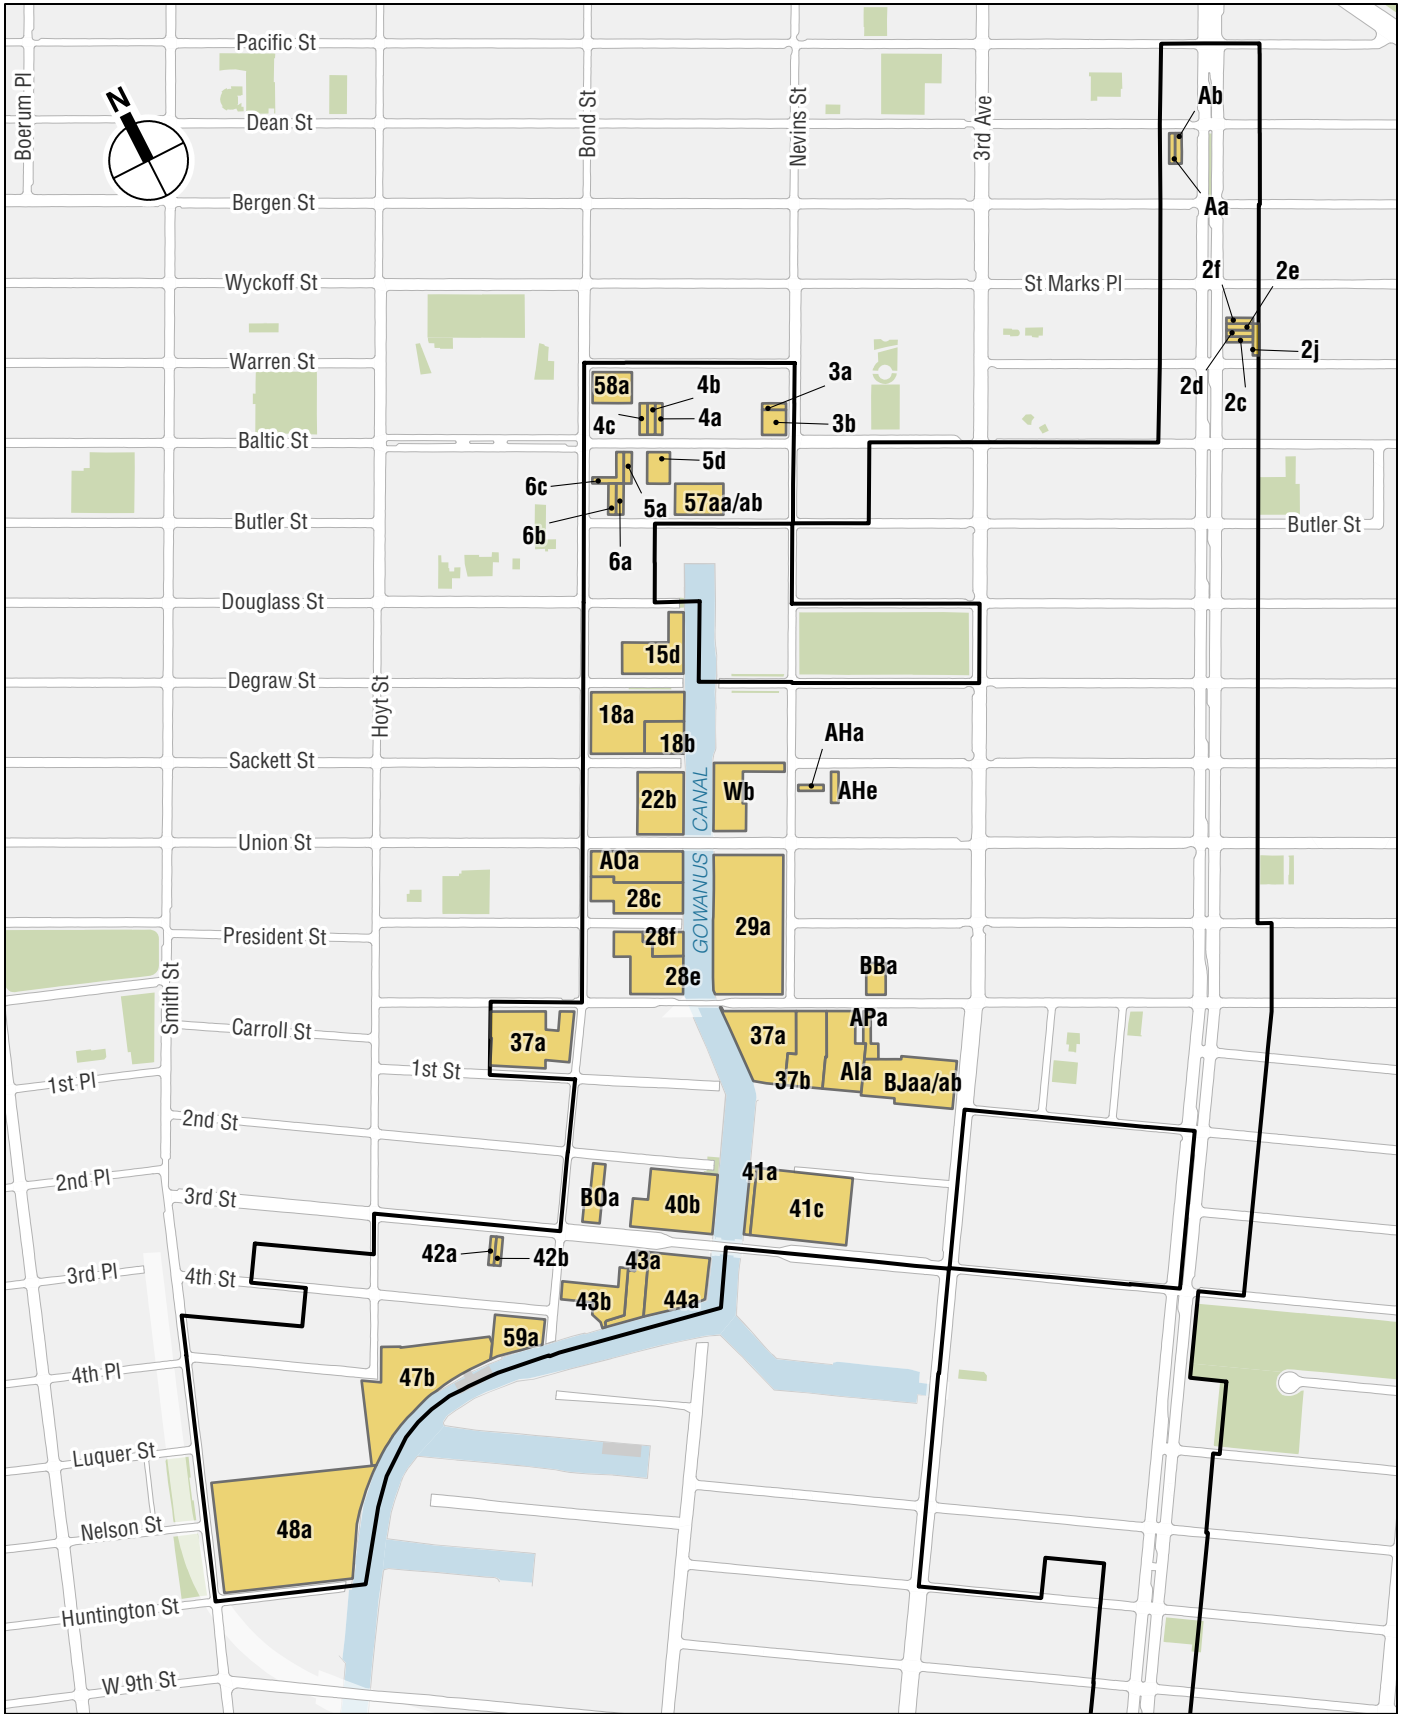 Pacific St
N
Boerum Pl
Bond St
Nevins St
3rd Ave
Ab
Dean St
Bergen St
Aa
Wyckoff St
St Marks Pl
2f
2e
2j
2d
2c
Warren St
58a
4b
3a
4c
4a
3b
Baltic St
5d
6c
5a
57aa/ab
Butler St
Butler St
6b
6a
Douglass St
15d
Degraw St
Hoyt St
18a
18b
AHa
Sackett St
22b
CANAL
Wb
AHe
Union St
AOa
28c
GOWANUS
29a
President St
28f
28e
BBa
Smith St
Carroll St
37a
37a
APa
1st St
1st Pl
37b
AIa
BJaa/ab
2nd St
2nd Pl
3rd St
BOa
40b
41a
41c
42a
42b
43a
3rd Pl
4th St
43b
44a
59a
4th Pl
47b
Luquer St
Nelson St
48a
Huntington St
W 9th St